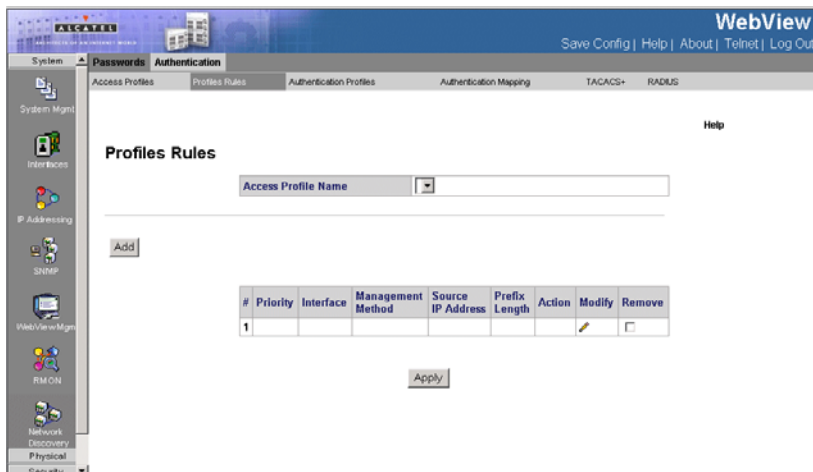 ALCATEL
WebView
Save Config | Help | About | Telnet | Log Out
System
Passwords Authentication
Access Profiles Profiles Rules Authentication Profiles Authentication Mapping TACACS+ RADIUS
System Mgmt
Interfaces
IP Addressing
SNMP
WebViewMgm
RMON
Network
Discovery
Physical
Security
Help
Profiles Rules
Access Profile Name
Add
# Priority Interface Management Method Source IP Address Prefix Length Action Modify Remove
1
Apply